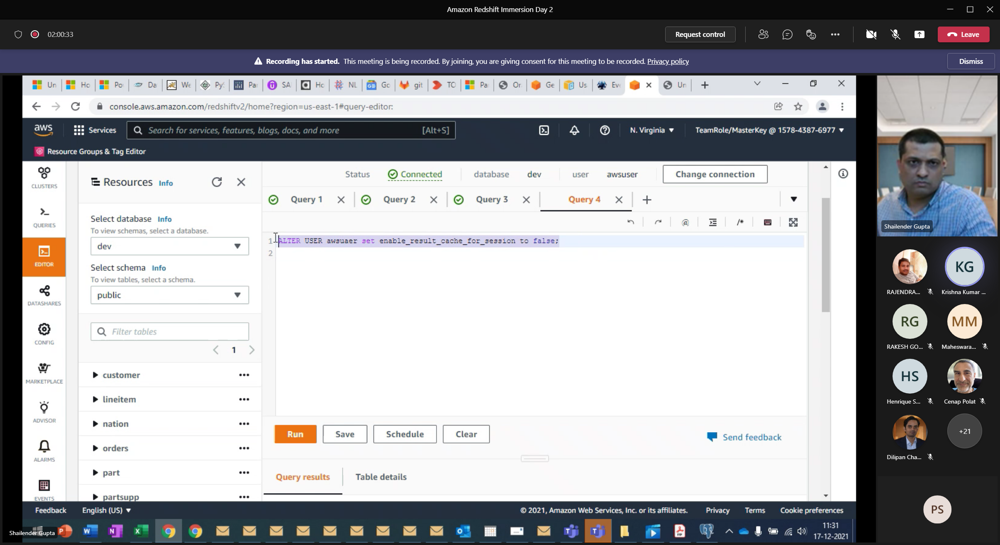 Amazon Redshift Immersion Day 2
02:00:33
Request control
Leave
Recording has started. This meeting is being recorded. By joining, you are giving consent for this meeting to be recorded. Privacy policy
Dismiss
Un Ho Po Da We Py Pa SA Ho NL Go git TO Pa Or Ge Us Eve Un
console.aws.amazon.com/redshiftv2/home?region=us-east-1#query-editor:
aws
Services
Search for services, features, blogs, docs, and more
[Alt+S]
N. Virginia
TeamRole/MasterKey @ 1578-4387-6977
Resource Groups & Tag Editor
CLUSTERS
QUERIES
EDITOR
DATASHARES
CONFIG
MARKETPLACE
ADVISOR
ALARMS
EVENTS
Resources Info
Select database Info
To view schemas, select a database.
dev
Select schema Info
To view tables, select a schema.
public
Filter tables
1
customer
lineitem
nation
orders
part
partsupp
Status Connected database dev user awsuser Change connection
Query 1 Query 2 Query 3 Query 4
@ /*
1 ALTER USER awsuaer set enable_result_cache_for_session to false;
2
Run Save Schedule Clear
Send feedback
Query results Table details
Feedback English (US)
© 2021, Amazon Web Services, Inc. or its affiliates. Privacy Terms Cookie preferences
Shailender Gupta
11:31
17-12-2021
Shailender Gupta
RAJENDRA...
KG
Krishna Kumar ...
RG
RAKESH GO...
MM
Maheswara...
HS
Henrique S...
Cenap Polat
Dilipan Cha...
+21
PS